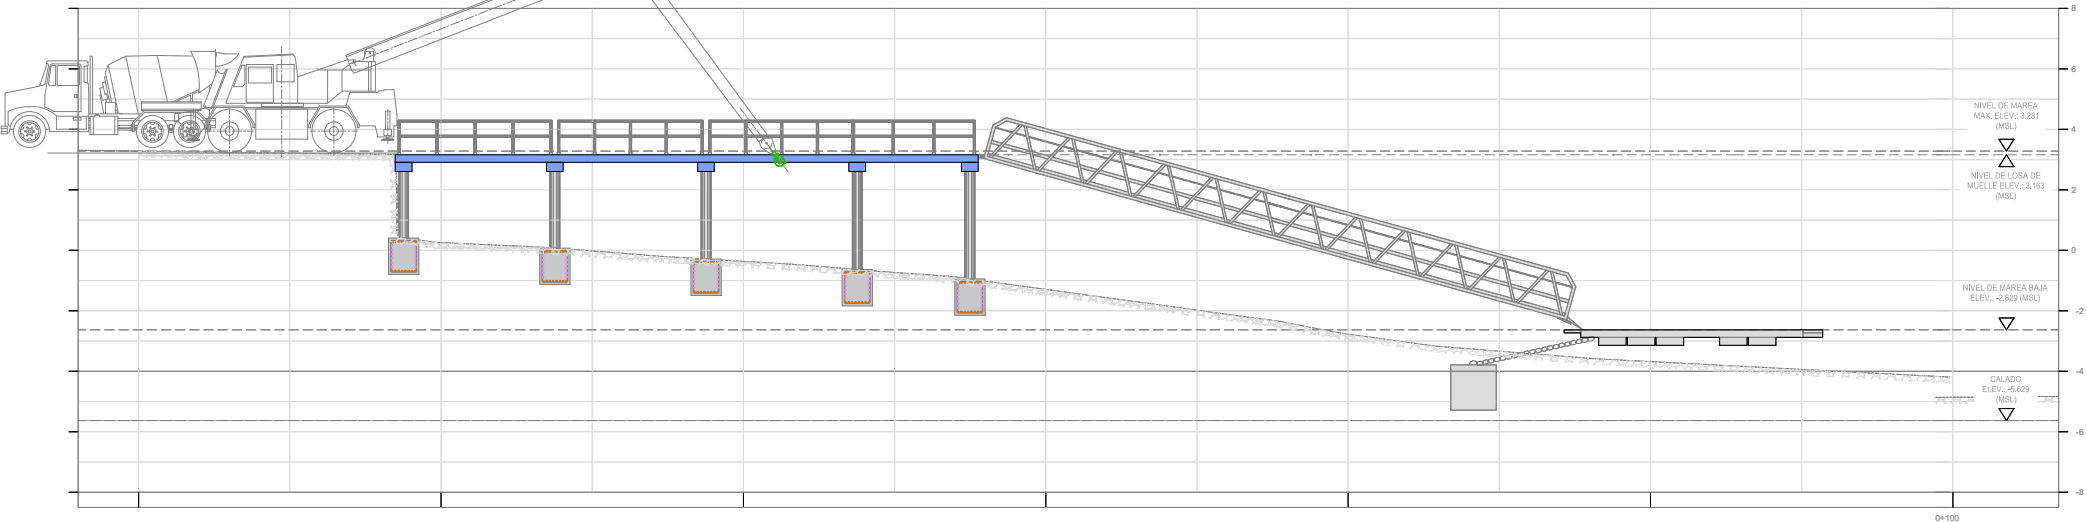 8
6
NIVEL DE MAREA
MAX. ELEV.: 3.281
(MSL)
4
NIVEL DE LOSA DE
MUELLE ELEV.: 3.163
(MSL)
2
0
NIVEL DE MAREA BAJA
ELEV.: -2.629 (MSL)
-2
-4
CALADO
ELEV.: -5.629
(MSL)
-6
-8
0+100